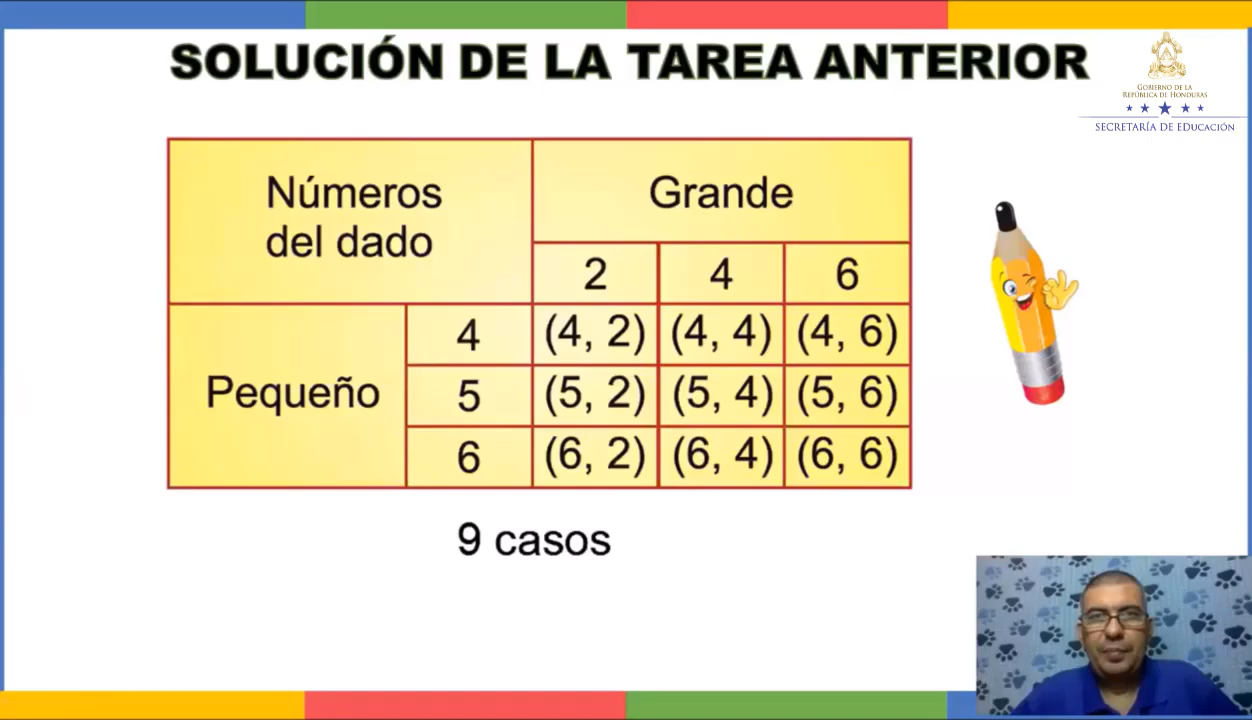 SOLUCIÓN DE LA TAREA ANTERIOR
GOBIERNO DE LA
REPÚBLICA DE HONDURAS
SECRETARÍA DE EDUCACIÓN
Números
del dado
Grande
2 4 6
Pequeño
4 (4, 2) (4, 4) (4, 6)
5 (5, 2) (5, 4) (5, 6)
6 (6, 2) (6, 4) (6, 6)
9 casos